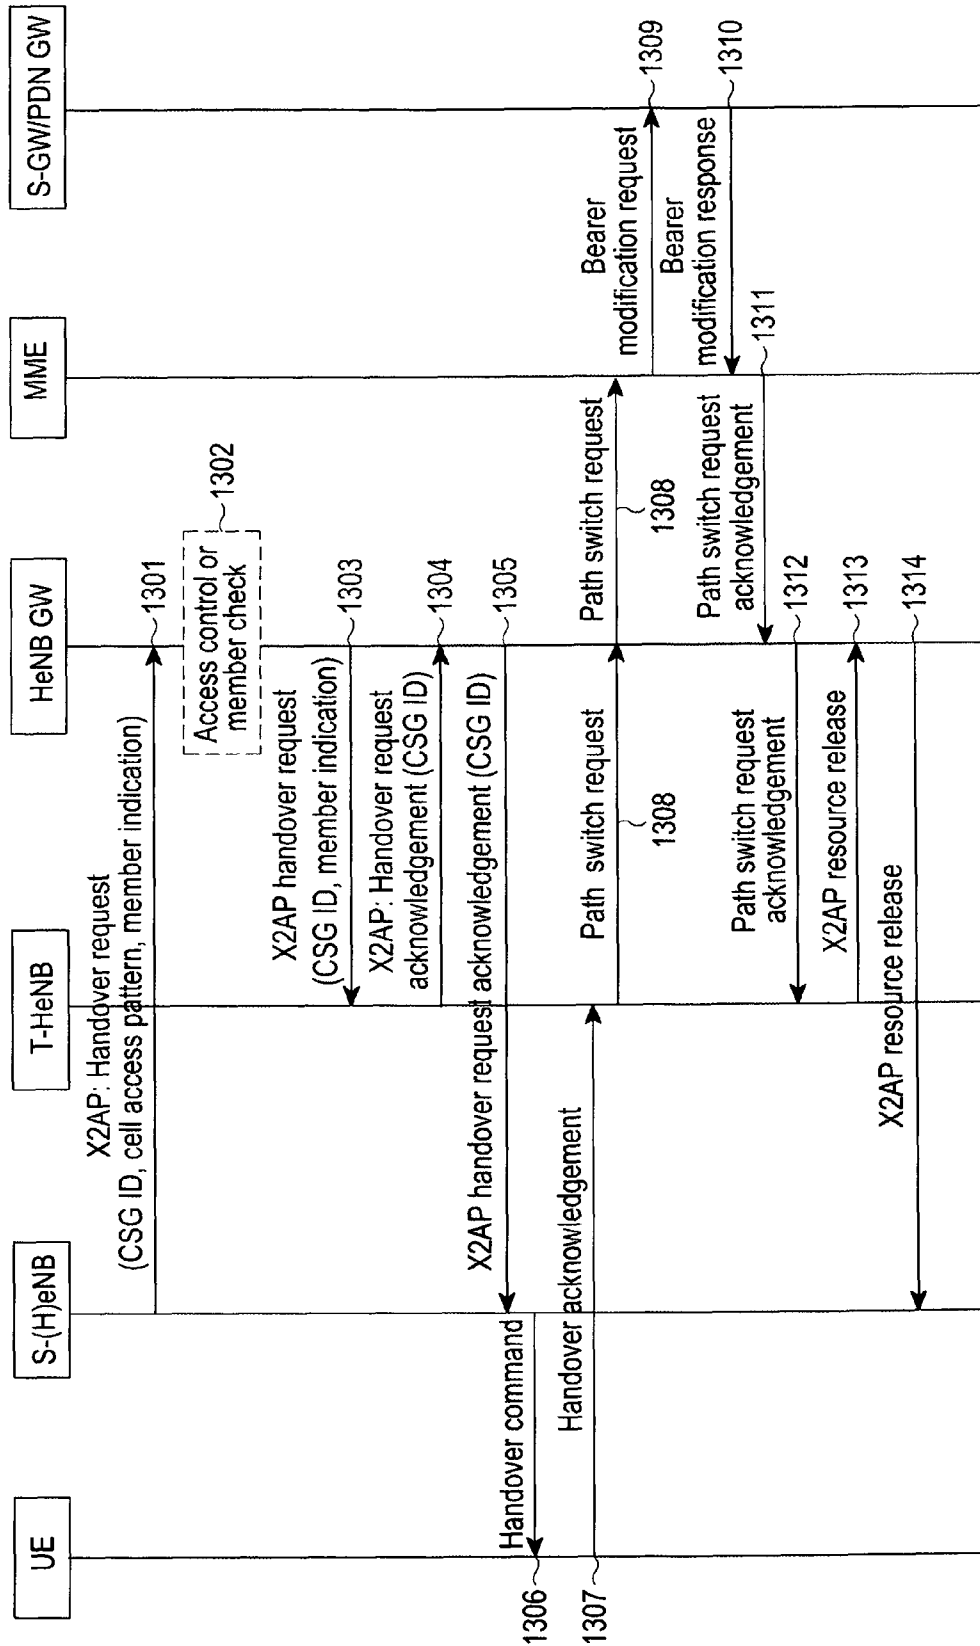 UE
S-(H)eNB
T-HeNB
HeNB GW
MME
S-GW/PDN GW
X2AP: Handover request
(CSG ID, cell access pattern, member indication)
1301
Access control or
member check
1302
X2AP handover request
(CSG ID, member indication)
1303
X2AP: Handover request
acknowledgement (CSG ID)
1304
X2AP handover request acknowledgement (CSG ID)
1305
Handover command
1306
Handover acknowledgement
1307
Path switch request
1308
Path switch request
1308
Bearer
modification request
1309
Bearer
modification response
1310
Path switch request
acknowledgement
1311
Path switch request
acknowledgement
1312
X2AP resource release
1313
X2AP resource release
1314